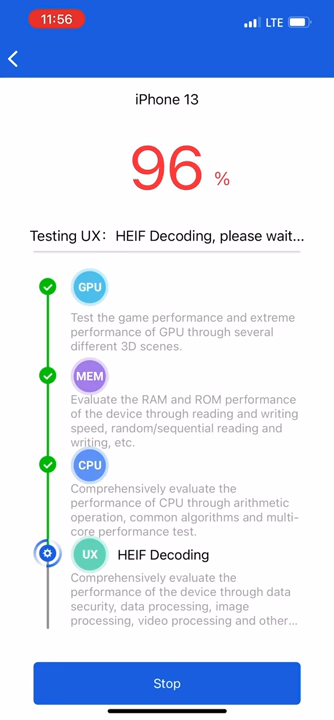 11:56
LTE
iPhone 13
96 %
Testing UX： HEIF Decoding, please wait...
GPU
Test the game performance and extreme
performance of GPU through several
different 3D scenes.
MEM
Evaluate the RAM and ROM performance
of the device through reading and writing
speed, random/sequential reading and
writing, etc.
CPU
Comprehensively evaluate the
performance of CPU through arithmetic
operation, common algorithms and multi-
core performance test.
UX HEIF Decoding
Comprehensively evaluate the
performance of the device through data
security, data processing, image
processing, video processing and other...
Stop